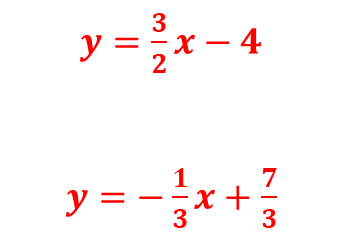 y = 3/2 x − 4
y = − 1/3 x + 7/3